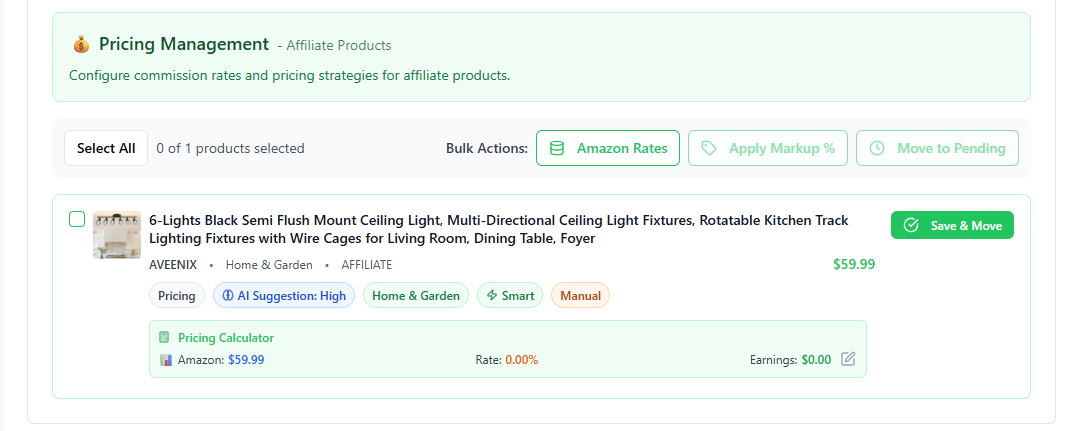 Pricing Management - Affiliate Products
Configure commission rates and pricing strategies for affiliate products.
Select All 0 of 1 products selected Bulk Actions: Amazon Rates Apply Markup % Move to Pending
6-Lights Black Semi Flush Mount Ceiling Light, Multi-Directional Ceiling Light Fixtures, Rotatable Kitchen Track
Lighting Fixtures with Wire Cages for Living Room, Dining Table, Foyer
Save & Move
AVEENIX • Home & Garden • AFFILIATE $59.99
Pricing AI Suggestion: High Home & Garden Smart Manual
Pricing Calculator
Amazon: $59.99 Rate: 0.00% Earnings: $0.00